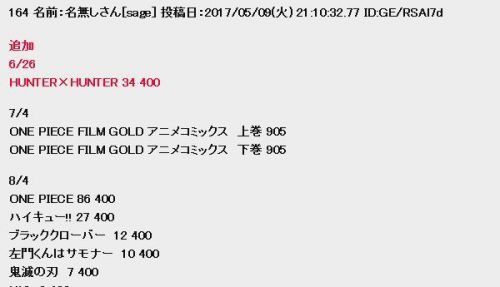 164 名前：名無しさん[sage] 投稿日：2017/05/09(火) 21:10:32.77 ID:GE/RSAI7d
追加
6/26
HUNTER×HUNTER 34 400
7/4
ONE PIECE FILM GOLD アニメコミックス 上巻 905
ONE PIECE FILM GOLD アニメコミックス 下巻 905
8/4
ONE PIECE 86 400
ハイキュー!! 27 400
ブラッククローバー 12 400
左門くんはサモナー 10 400
鬼滅の刃 7 400